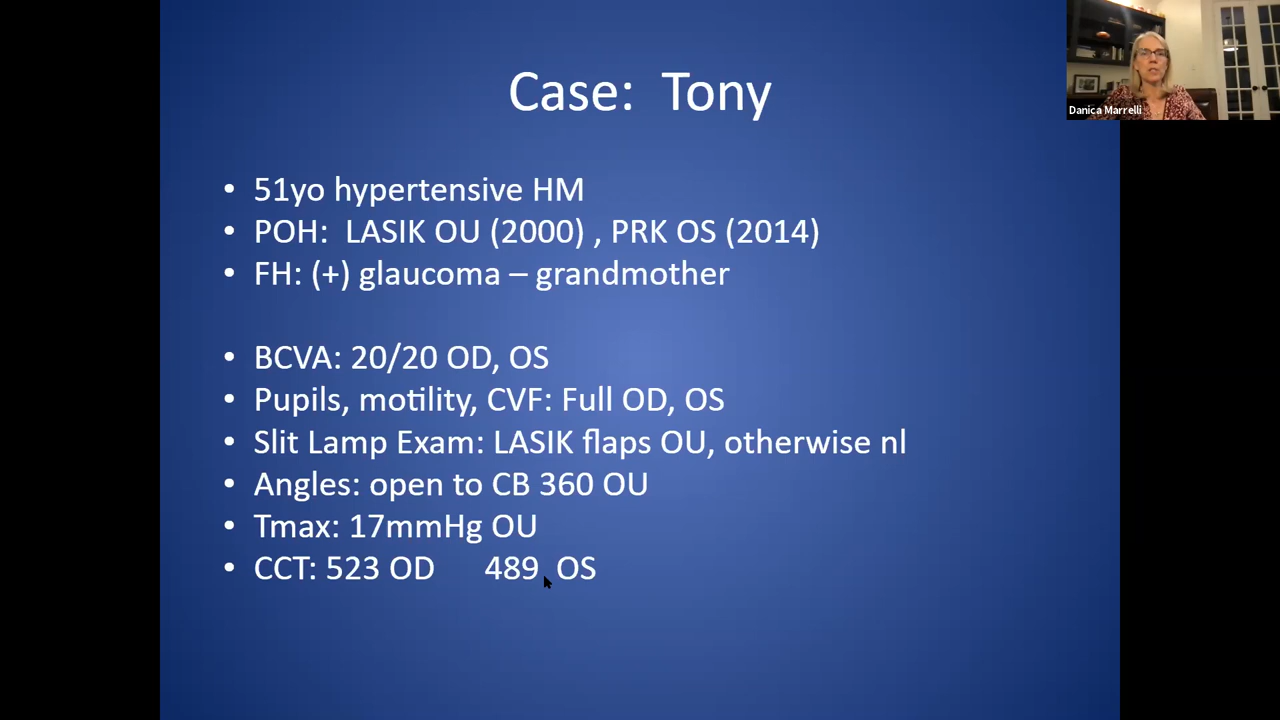 Case: Tony
Danica Marrelli
• 51yo hypertensive HM
• POH: LASIK OU (2000) , PRK OS (2014)
• FH: (+) glaucoma – grandmother
• BCVA: 20/20 OD, OS
• Pupils, motility, CVF: Full OD, OS
• Slit Lamp Exam: LASIK flaps OU, otherwise nl
• Angles: open to CB 360 OU
• Tmax: 17mmHg OU
• CCT: 523 OD 489 OS